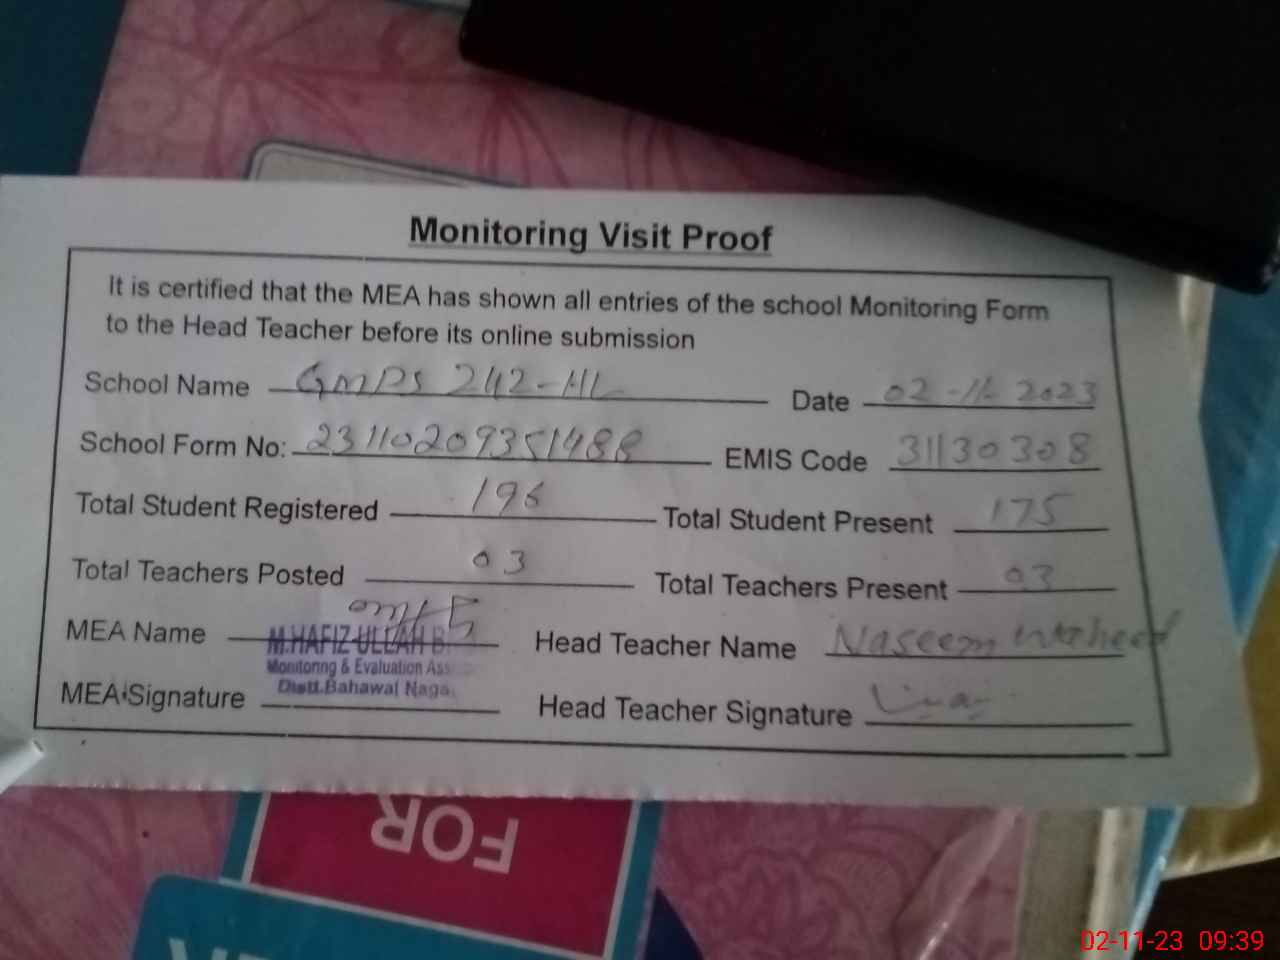 Monitoring Visit Proof
It is certified that the MEA has shown all entries of the school Monitoring Form
to the Head Teacher before its online submission
School Name GMPS 242-HL Date 02-11-2023
School Form No: 23110209351488 EMIS Code 31130308
Total Student Registered 196 Total Student Present 175
Total Teachers Posted 03 Total Teachers Present 03
MEA Name M.HAFIZ ULLAH Head Teacher Name Naseem Waheed
Monitoring & Evaluation
Distt.Bahawal Naga
MEA Signature Head Teacher Signature
FOR
02-11-23 09:39